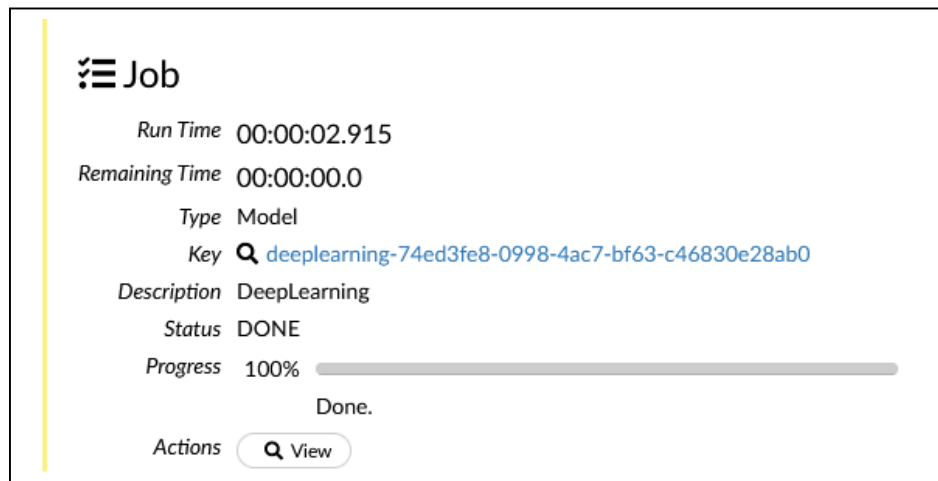 Job
Run Time 00:00:02.915
Remaining Time 00:00:00.0
Type Model
Key deeplearning-74ed3fe8-0998-4ac7-bf63-c46830e28ab0
Description DeepLearning
Status DONE
Progress 100%
Done.
Actions View